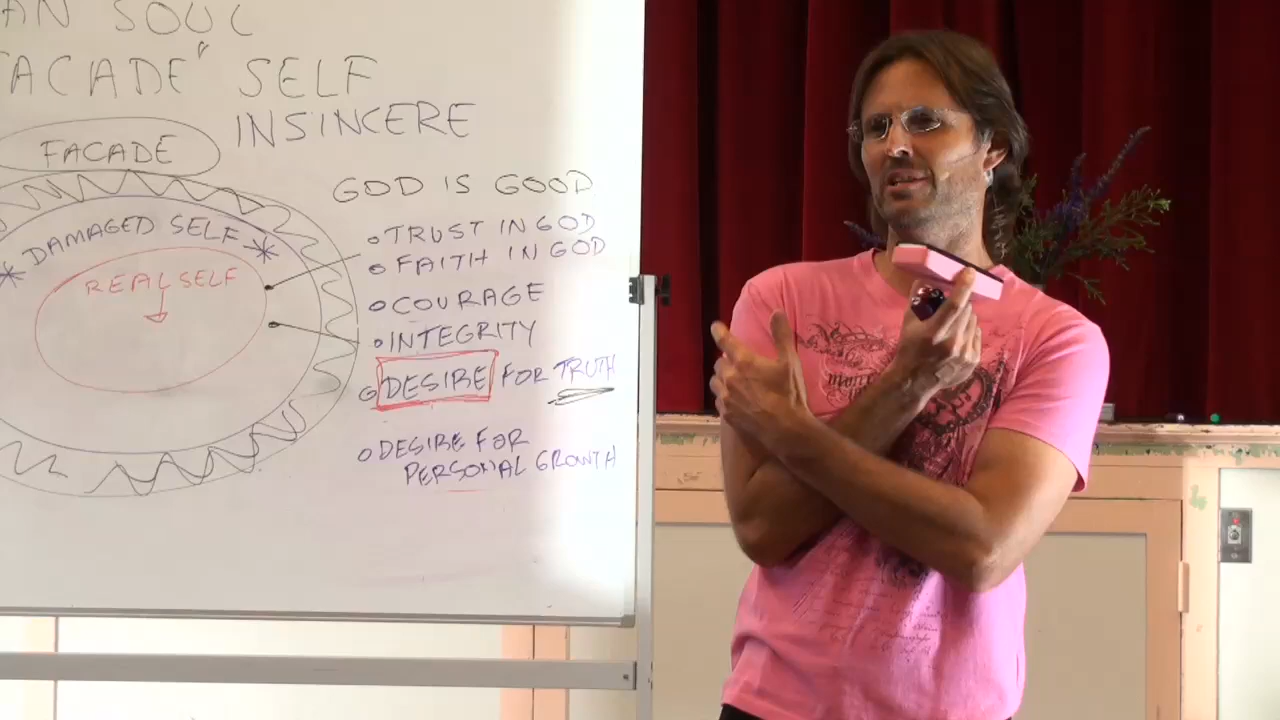 AN SOUL
FACADE" SELF
INSINCERE
FACADE
GOD IS GOOD
DAMAGED SELF
REAL SELF
TRUST IN GOD
FAITH IN GOD
COURAGE
INTEGRITY
DESIRE FOR TRUTH
DESIRE FOR
PERSONAL GROWTH